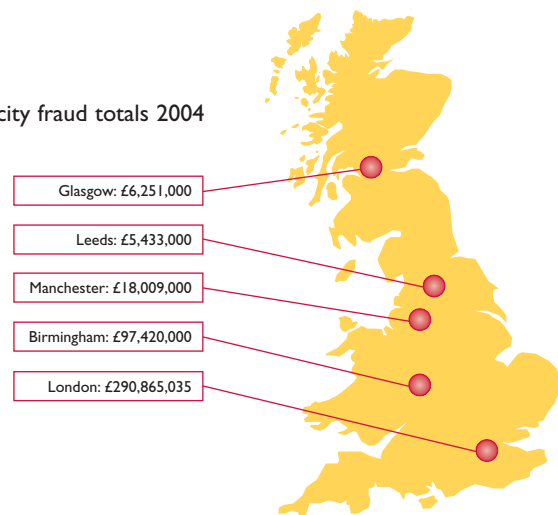 city fraud totals 2004
Glasgow: £6,251,000
Leeds: £5,433,000
Manchester: £18,009,000
Birmingham: £97,420,000
London: £290,865,035